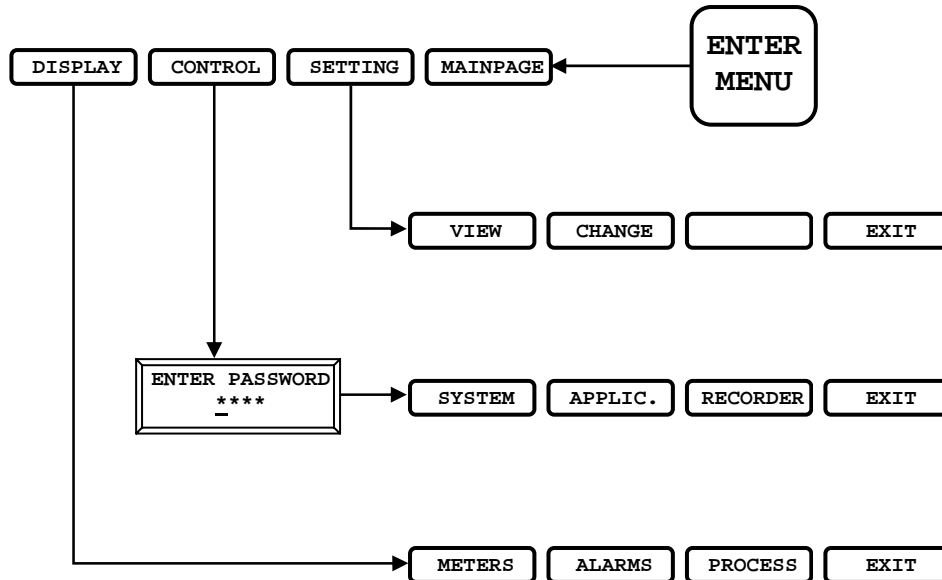 ENTER
MENU
DISPLAY CONTROL SETTING MAINPAGE
VIEW CHANGE EXIT
ENTER PASSWORD
****
SYSTEM APPLIC. RECORDER EXIT
METERS ALARMS PROCESS EXIT